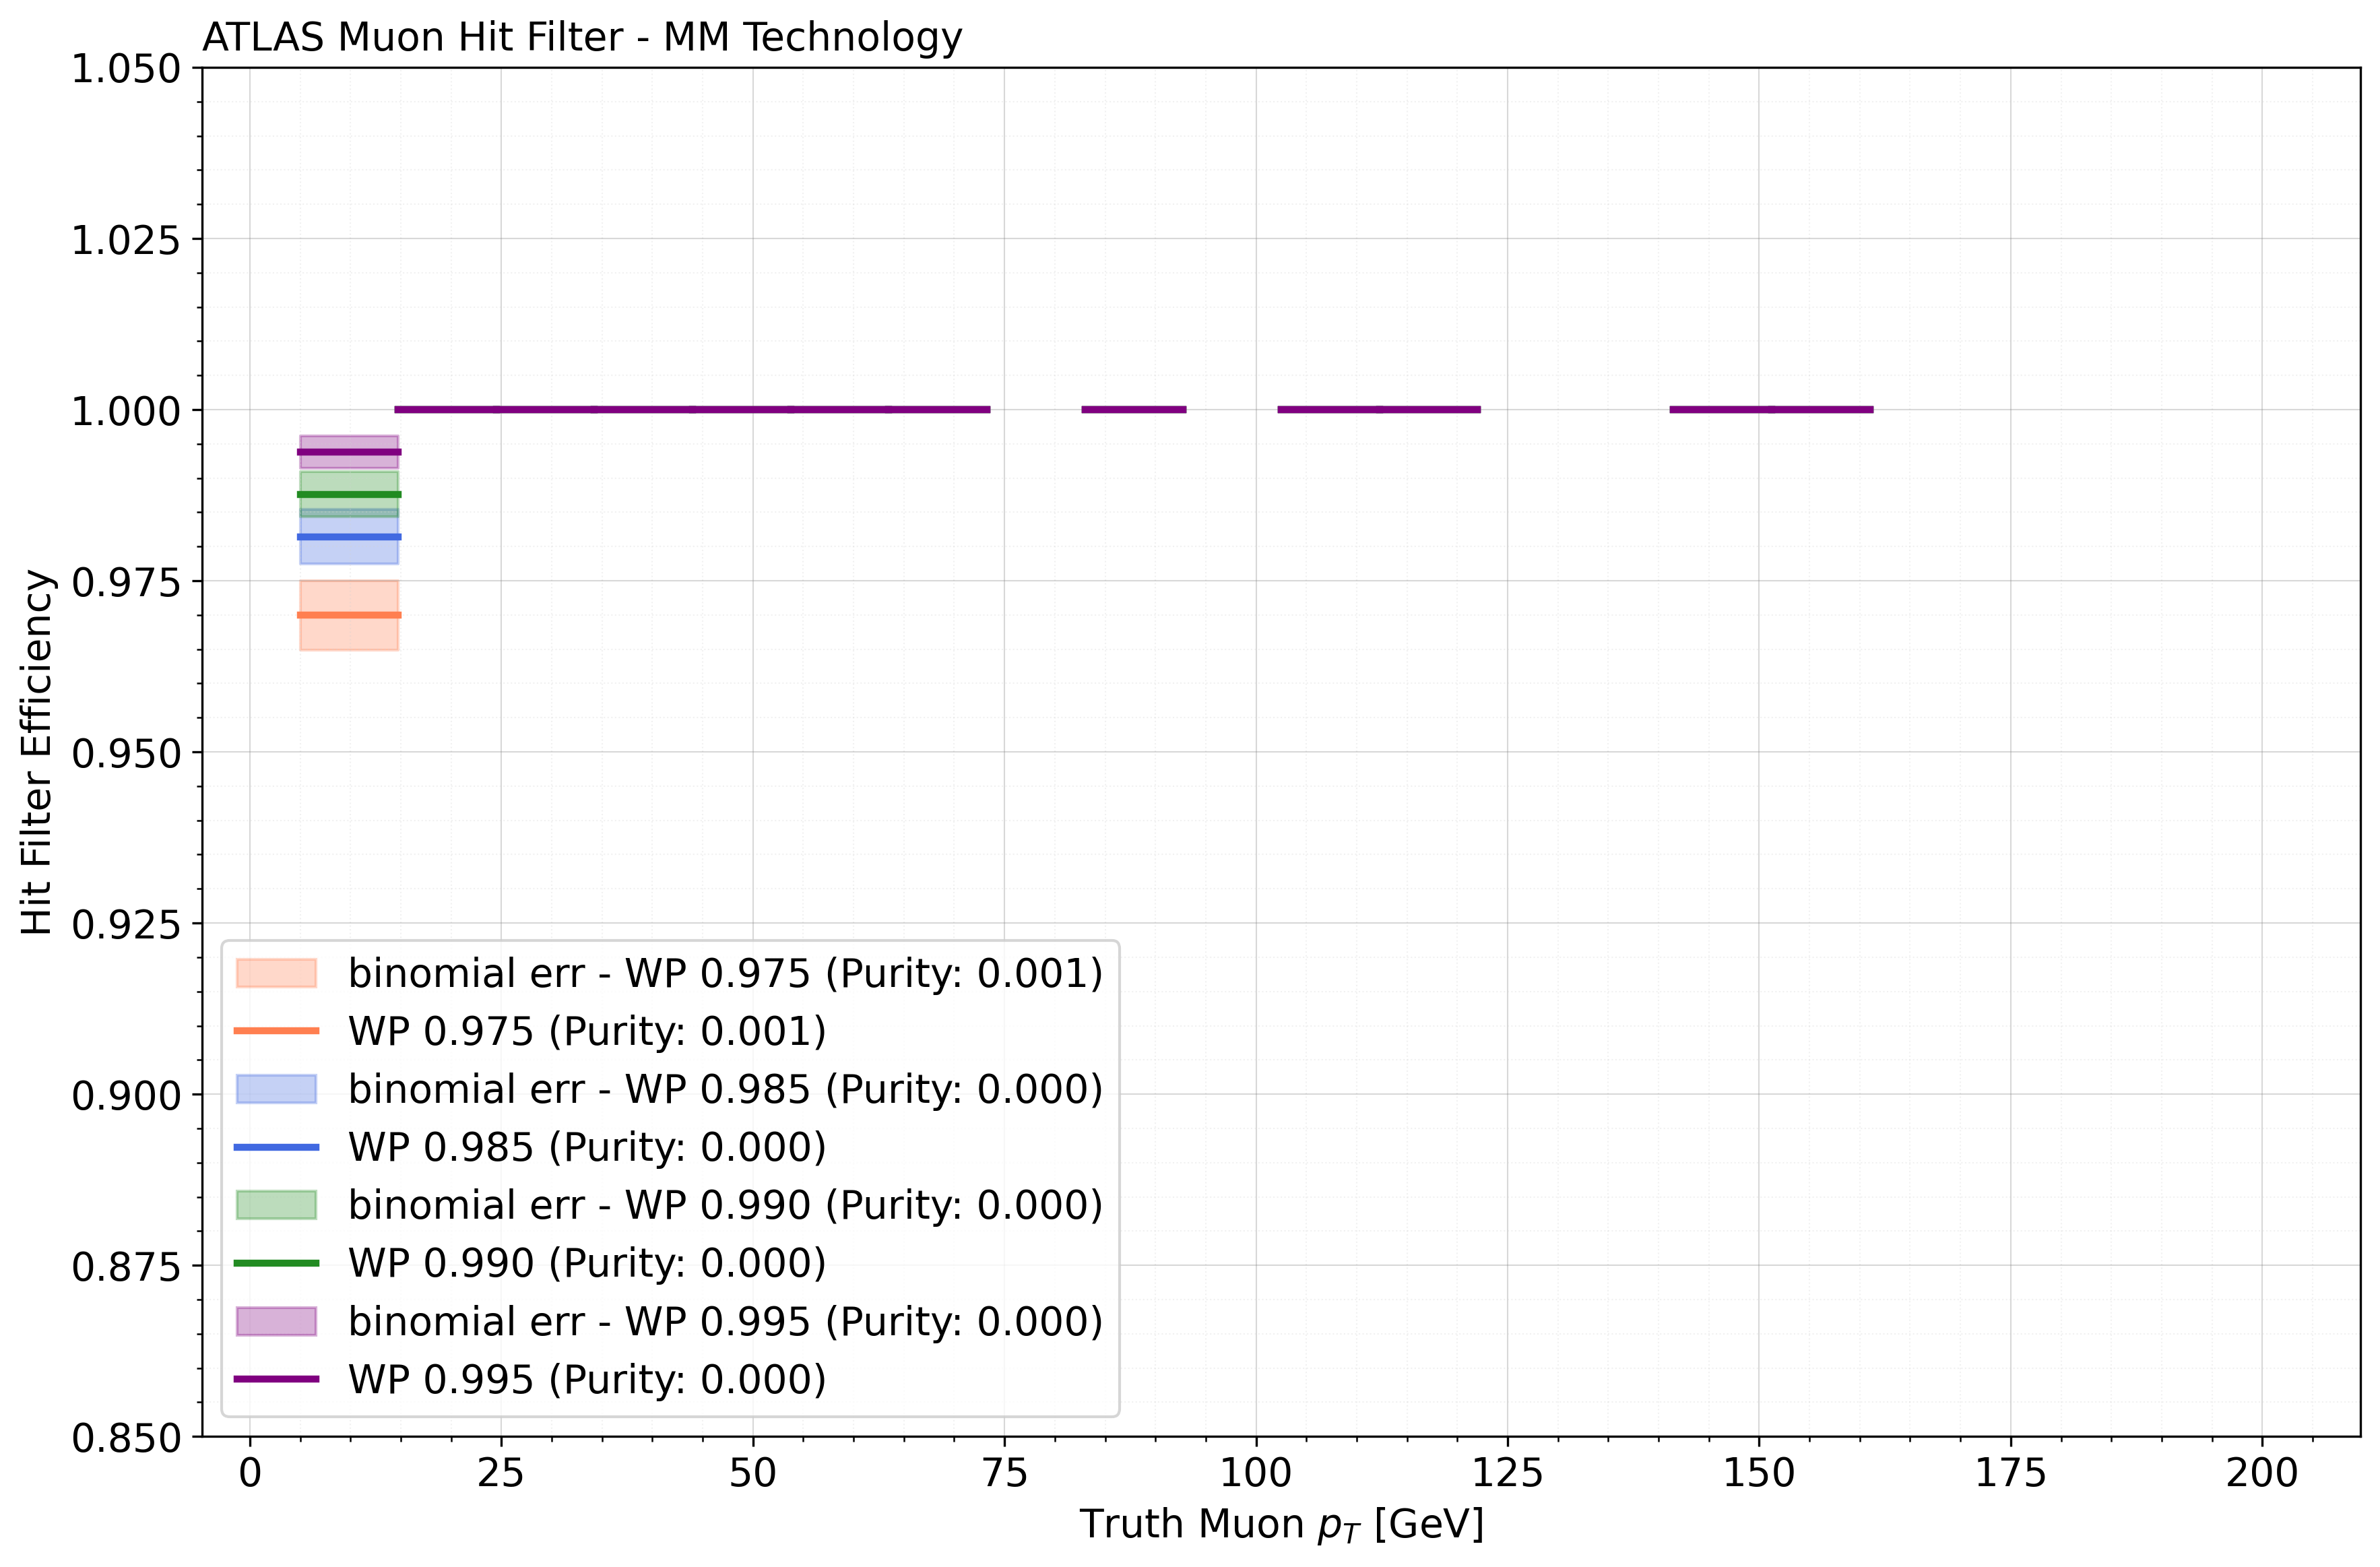 ATLAS Muon Hit Filter - MM Technology
1.050
1.025
1.000
0.975
0.950
0.925
0.900
0.875
0.850
Hit Filter Efficiency
binomial err - WP 0.975 (Purity: 0.001)
WP 0.975 (Purity: 0.001)
binomial err - WP 0.985 (Purity: 0.000)
WP 0.985 (Purity: 0.000)
binomial err - WP 0.990 (Purity: 0.000)
WP 0.990 (Purity: 0.000)
binomial err - WP 0.995 (Purity: 0.000)
WP 0.995 (Purity: 0.000)
0 25 50 75 100 125 150 175 200
Truth Muon p_T [GeV]